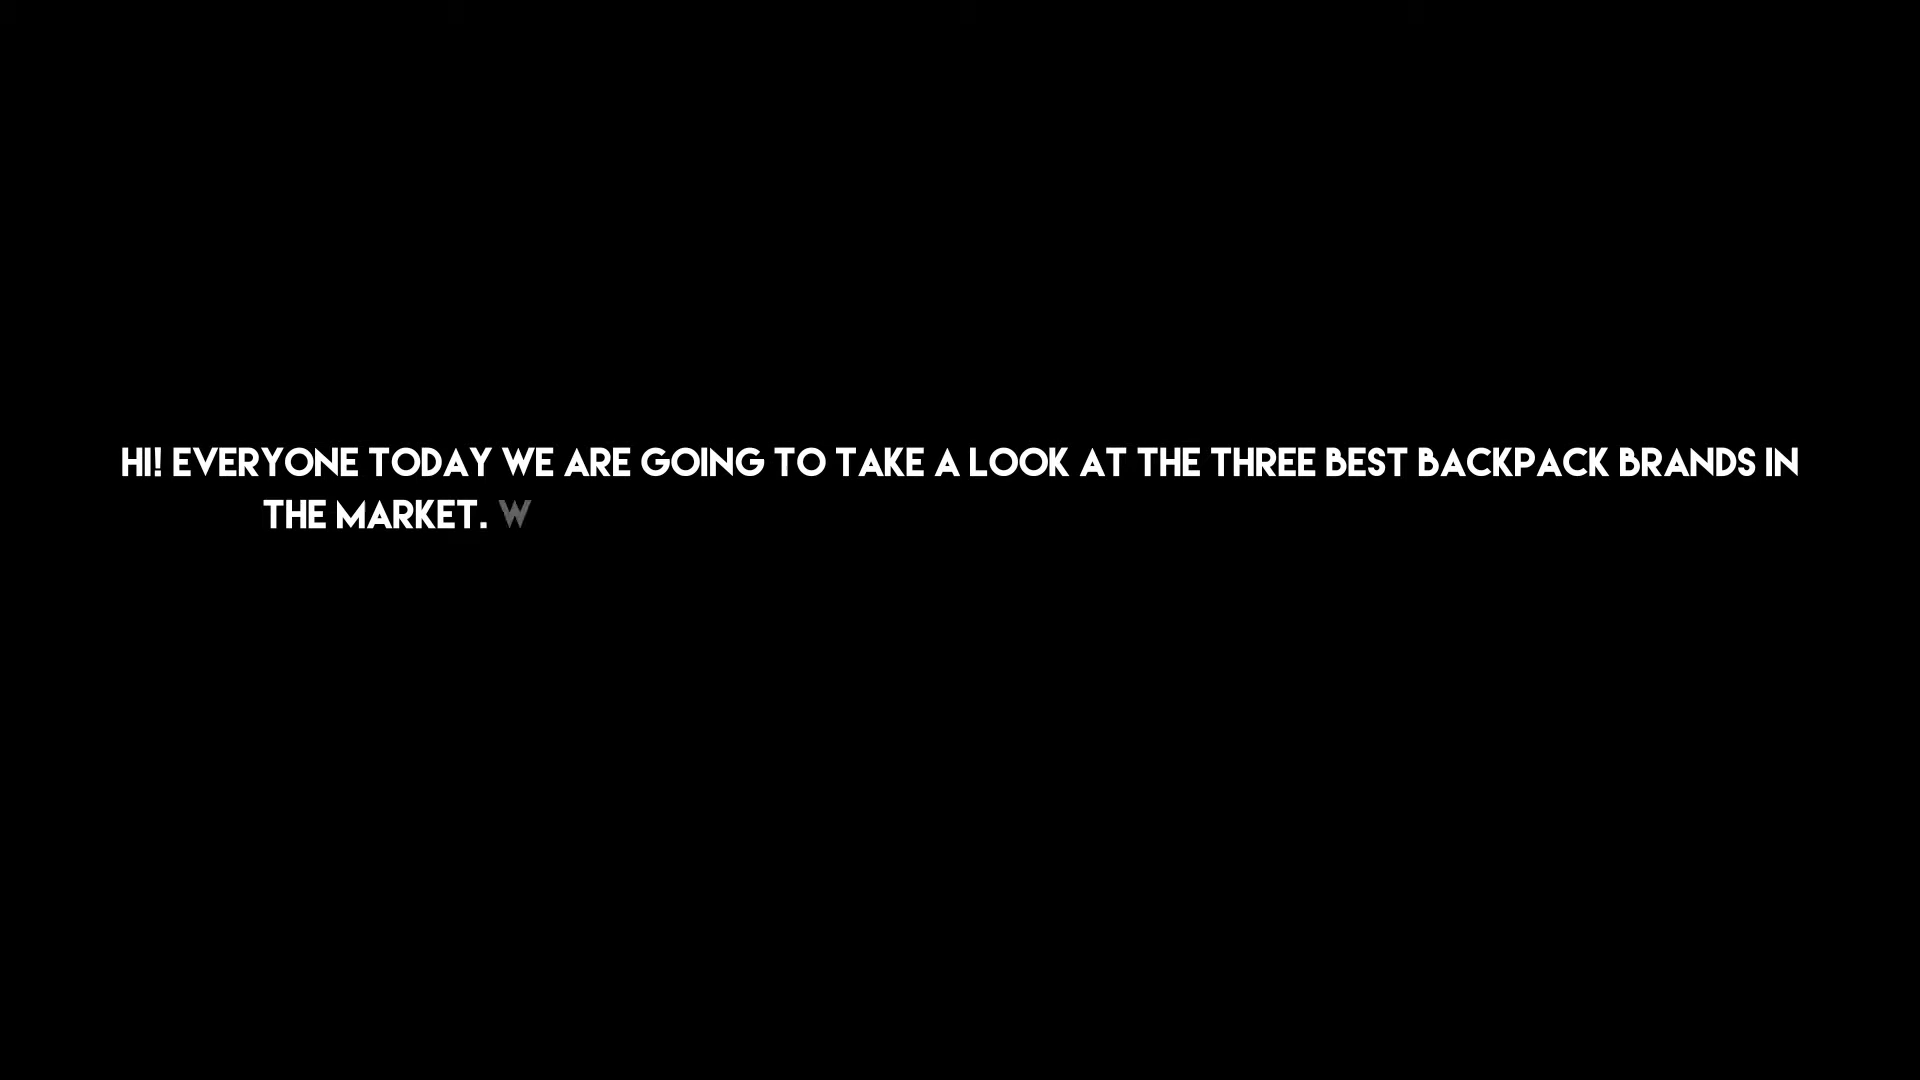 HI! EVERYONE TODAY WE ARE GOING TO TAKE A LOOK AT THE THREE BEST BACKPACK BRANDS IN
THE MARKET. W